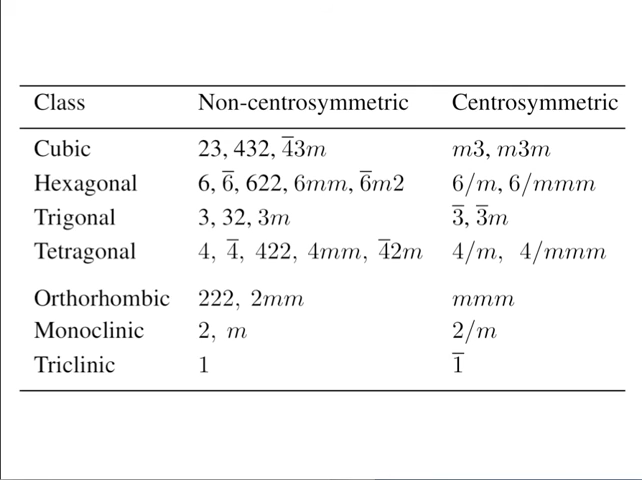 Class Non-centrosymmetric Centrosymmetric
Cubic 23, 432, 4̅3m m3, m3m
Hexagonal 6, 6̅, 622, 6mm, 6̅m2 6/m, 6/mmm
Trigonal 3, 32, 3m 3̅, 3̅m
Tetragonal 4, 4̅, 422, 4mm, 4̅2m 4/m, 4/mmm
Orthorhombic 222, 2mm mmm
Monoclinic 2, m 2/m
Triclinic 1 1̅